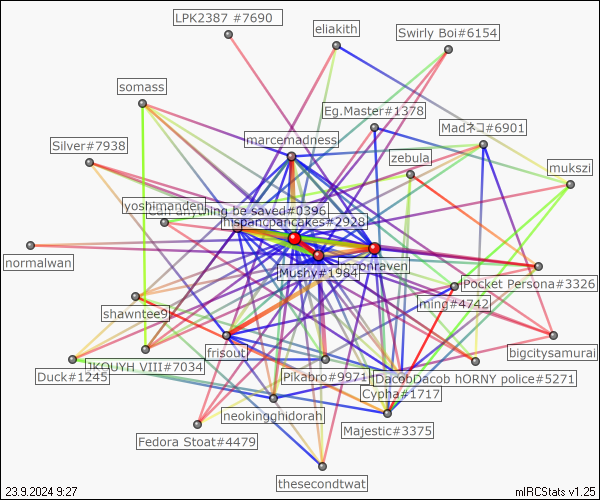 LPK2387 #7690
eliakith
Swirly Boi#6154
somass
Eg.Master#1378
Madネコ#6901
marcemadness
Silver#7938
zebula
mukszi
yoshimanden
Can anything be saved#0396
hispanicpancakes#2928
normalwan
Mushy#1984
moonraven
Pocket Persona#3326
ming#4742
shawntee9
frisout
bigcitysamurai
JKOUYH VIII#7034
Duck#1245
Pikabro#9971
DacobDacob hORNY police#5271
Cypha#1717
neokingghidorah
Fedora Stoat#4479
Majestic#3375
thesecondtwat
23.9.2024 9:27
mIRCStats v1.25